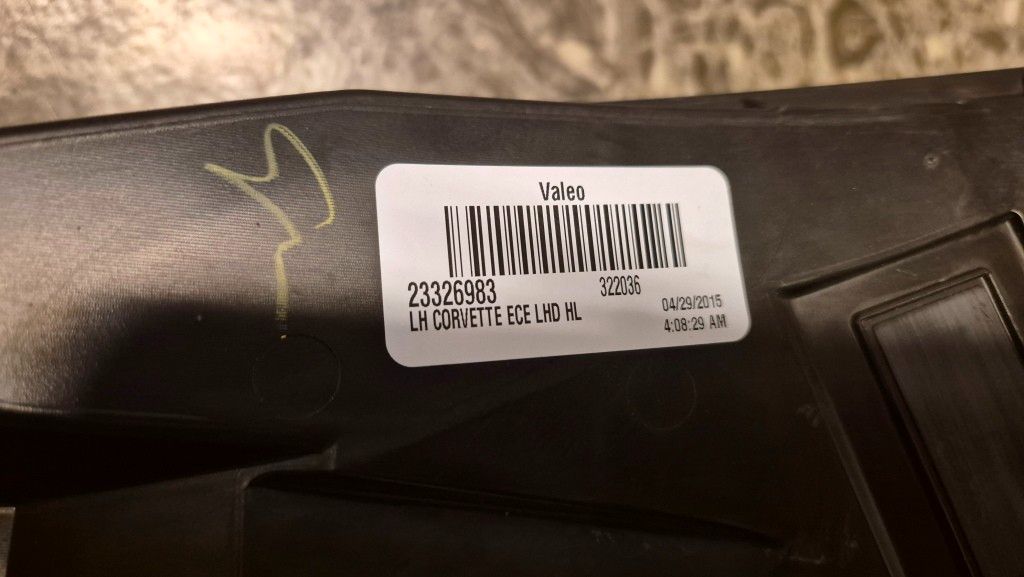 Valeo
23326983 322036
LH CORVETTE ECE LHD HL
04/29/2015
4:08:29 AM